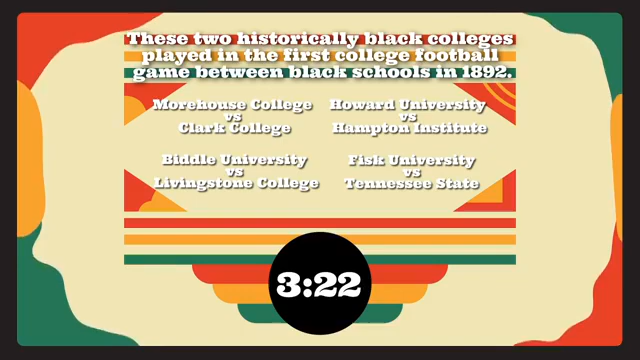 These two historically black colleges
played in the first college football
game between black schools in 1892.
Morehouse College
vs
Clark College
Howard University
vs
Hampton Institute
Biddle University
vs
Livingstone College
Fisk University
vs
Tennessee State
3:22